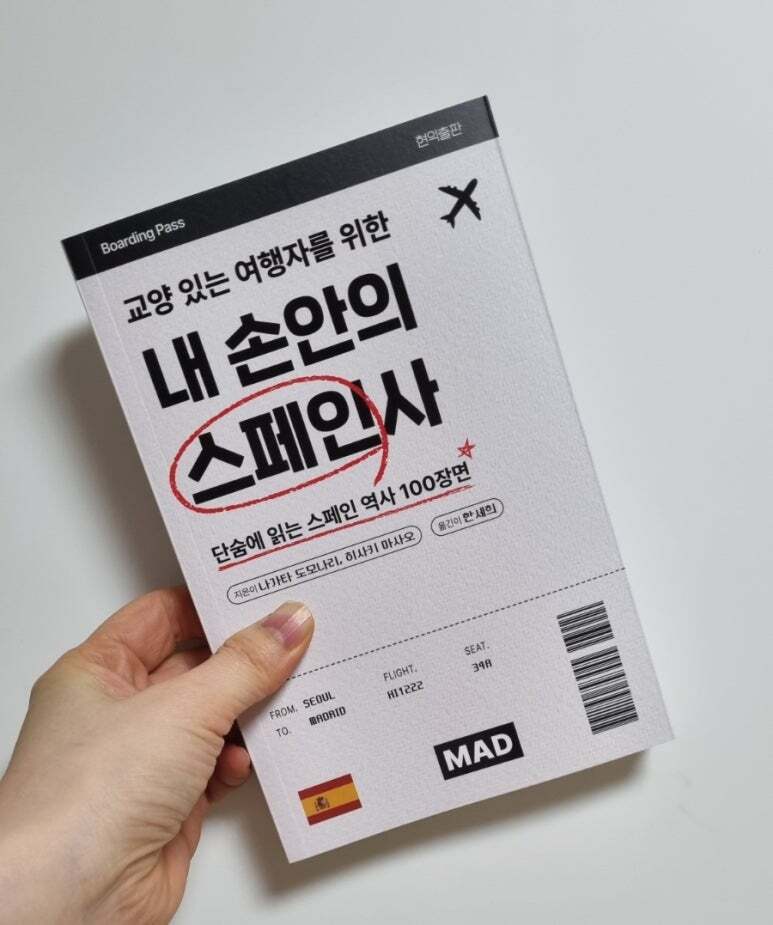 현익출판
Boarding Pass
교양 있는 여행자를 위한
내 손안의
스페인사
단숨에 읽는 스페인 역사 100장면
지은이 나가타 도모나리, 히사키 마사오
옮긴이 한세희
FROM. SEOUL
TO. MADRID
FLIGHT.
HI1222
SEAT.
39A
MAD